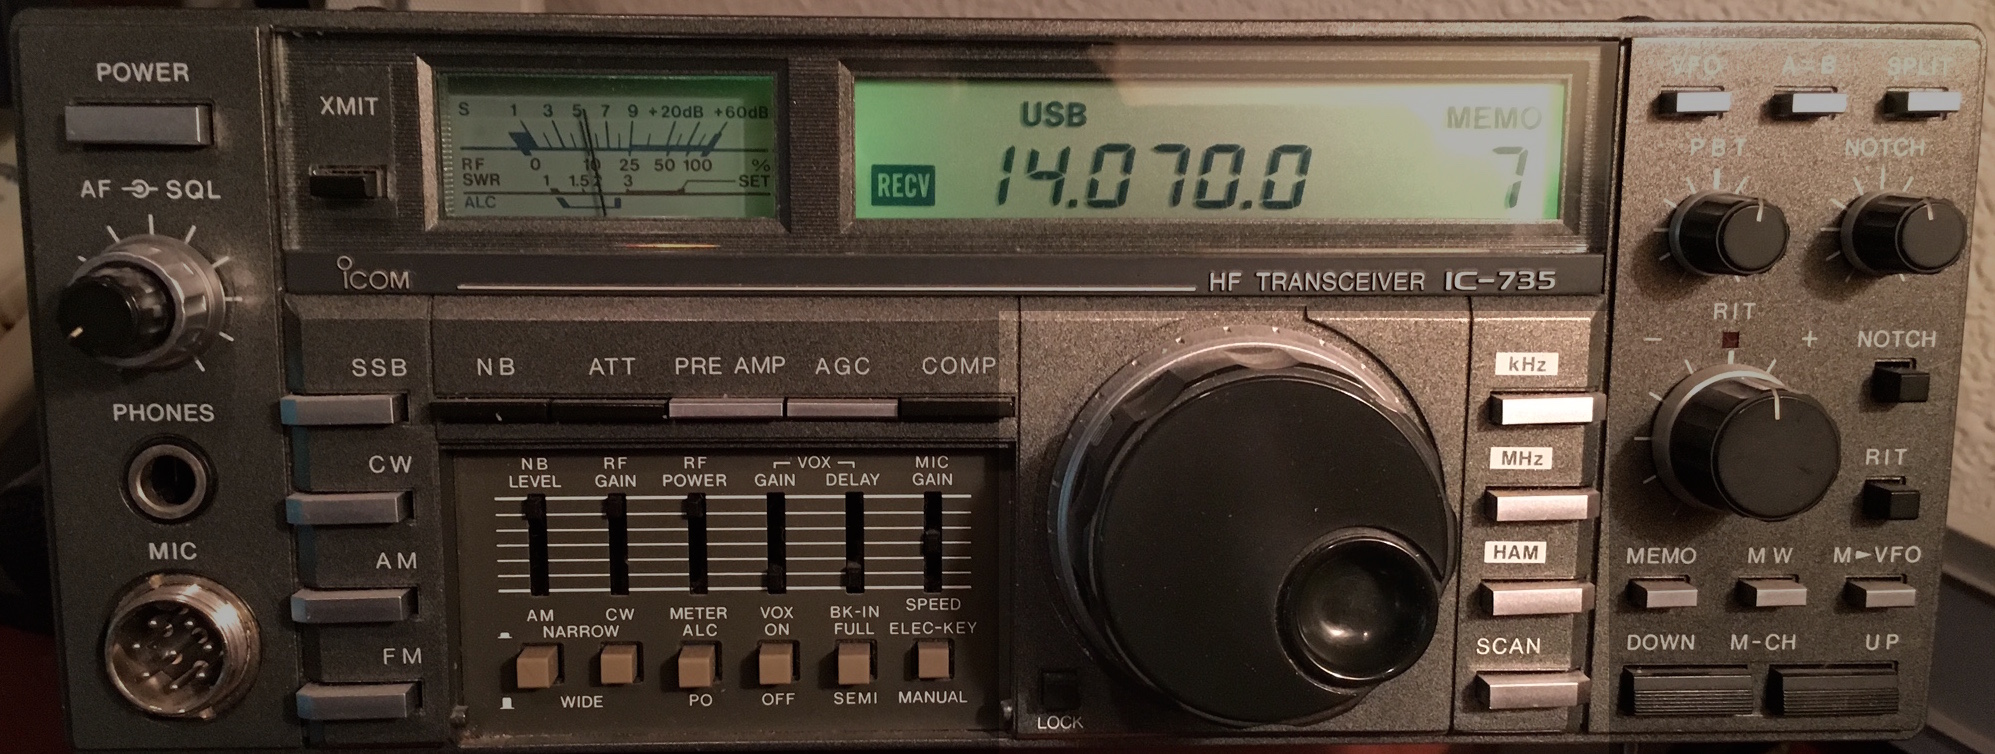 POWER
XMIT
AF SQL
PHONES
MIC
S 1 3 5 7 9 +20dB +60dB
RF 0 10 25 50 100 %
SWR 1 1.5 2 3 SET
ALC
USB MEMO
RECV 14.070.0 7
ICOM HF TRANSCEIVER IC-735
VFO A-B SPLIT
PBT NOTCH
RIT
- + NOTCH
RIT
SSB
CW
AM
FM
NB ATT PRE AMP AGC COMP
NB LEVEL
RF GAIN
RF POWER
VOX
GAIN DELAY
MIC GAIN
AM CW
NARROW
WIDE
METER
ALC
PO
VOX
ON
OFF
BK-IN
FULL
SEMI
SPEED
ELEC-KEY
MANUAL
LOCK
kHz
MHz
HAM
SCAN
MEMO MW M►VFO
DOWN M-CH UP